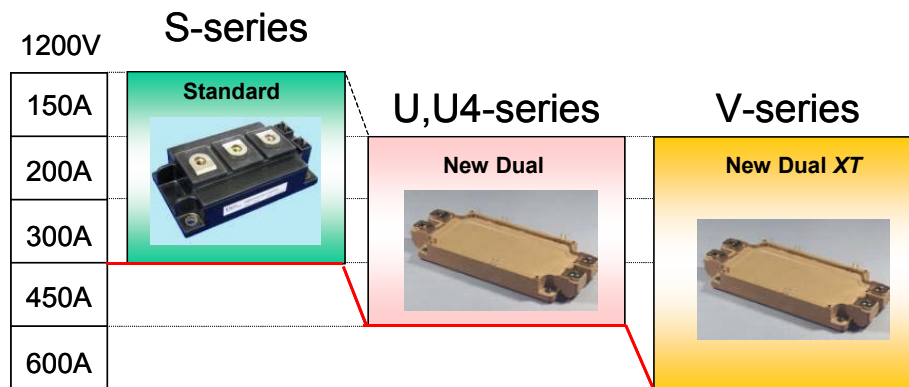 S-series
1200V
Standard
150A
U,U4-series
V-series
200A
New Dual
New Dual XT
300A
450A
600A